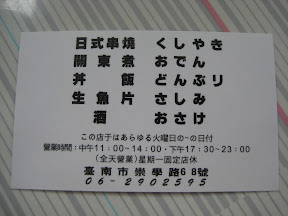 日式串燒 くしやき
關東煮 おでん
丼飯 どんぶり
生魚片 さしみ
酒 おさけ
この店于はあらゆる火曜日の~の日付
營業時間：中午11：00~14：00·下午17：30~23：00
(全天營業)星期一固定店休
臺南市崇學路68號
06-2902595